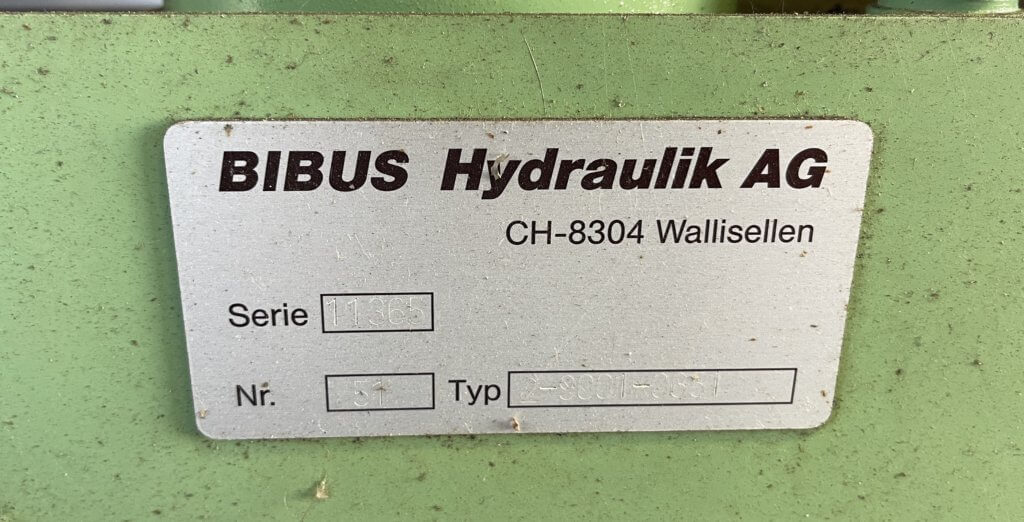 BIBUS Hydraulik AG
CH-8304 Wallisellen
Serie 11365
Nr. 51 Typ